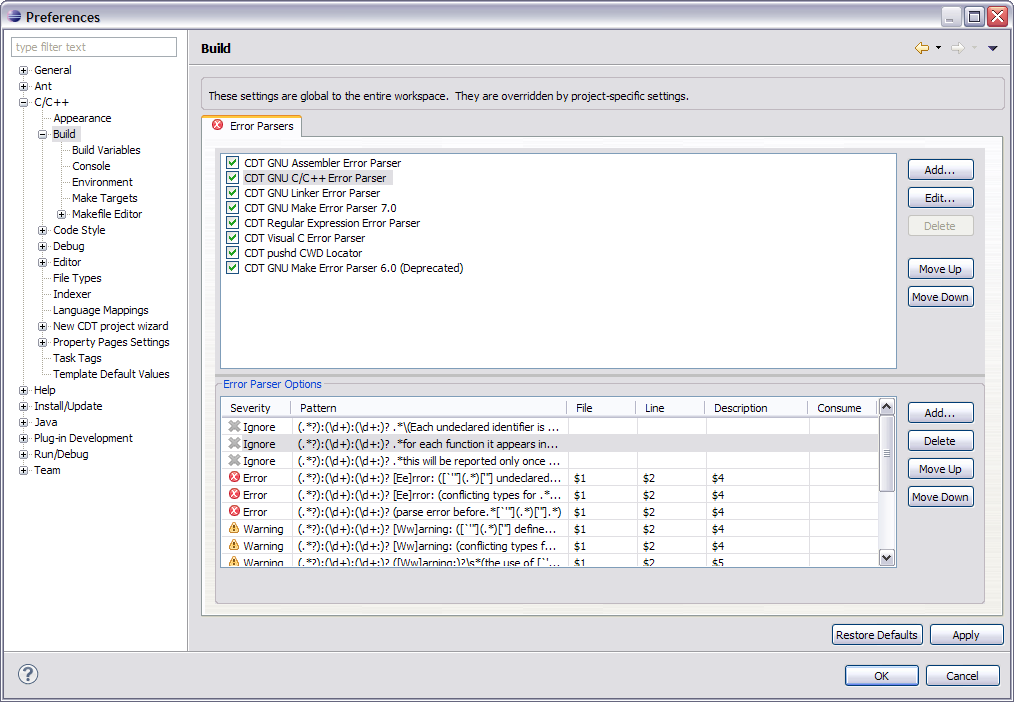 Preferences
type filter text
General
Ant
C/C++
Appearance
Build
Build Variables
Console
Environment
Make Targets
Makefile Editor
Code Style
Debug
Editor
File Types
Indexer
Language Mappings
New CDT project wizard
Property Pages Settings
Task Tags
Template Default Values
Help
Install/Update
Java
Plug-in Development
Run/Debug
Team
Build
These settings are global to the entire workspace. They are overridden by project-specific settings.
Error Parsers
CDT GNU Assembler Error Parser
CDT GNU C/C++ Error Parser
CDT GNU Linker Error Parser
CDT GNU Make Error Parser 7.0
CDT Regular Expression Error Parser
CDT Visual C Error Parser
CDT pushd CWD Locator
CDT GNU Make Error Parser 6.0 (Deprecated)
Add...
Edit...
Delete
Move Up
Move Down
Error Parser Options
Severity Pattern File Line Description Consume
Ignore (.*?):(\d+):(\d+:)? .*\(Each undeclared identifier is ...
Ignore (.*?):(\d+):(\d+:)? .*for each function it appears in...
Ignore (.*?):(\d+):(\d+:)? .*this will be reported only once ...
Error (.*?):(\d+):(\d+:)? [Ee]rror: ([`'"](.*)['"] undeclared... $1 $2 $4
Error (.*?):(\d+):(\d+:)? [Ee]rror: (conflicting types for .*... $1 $2 $4
Error (.*?):(\d+):(\d+:)? (parse error before.*[`'"](.*)['"].*) $1 $2 $4
Warning (.*?):(\d+):(\d+:)? [Ww]arning: ([`'"](.*)['"] define... $1 $2 $4
Warning (.*?):(\d+):(\d+:)? [Ww]arning: (conflicting types f... $1 $2 $4
Warning (.*?):(\d+):(\d+:)? ([Ww]arning:)?\s*(the use of [`'... $1 $2 $5
Add...
Delete
Move Up
Move Down
Restore Defaults
Apply
?
OK
Cancel